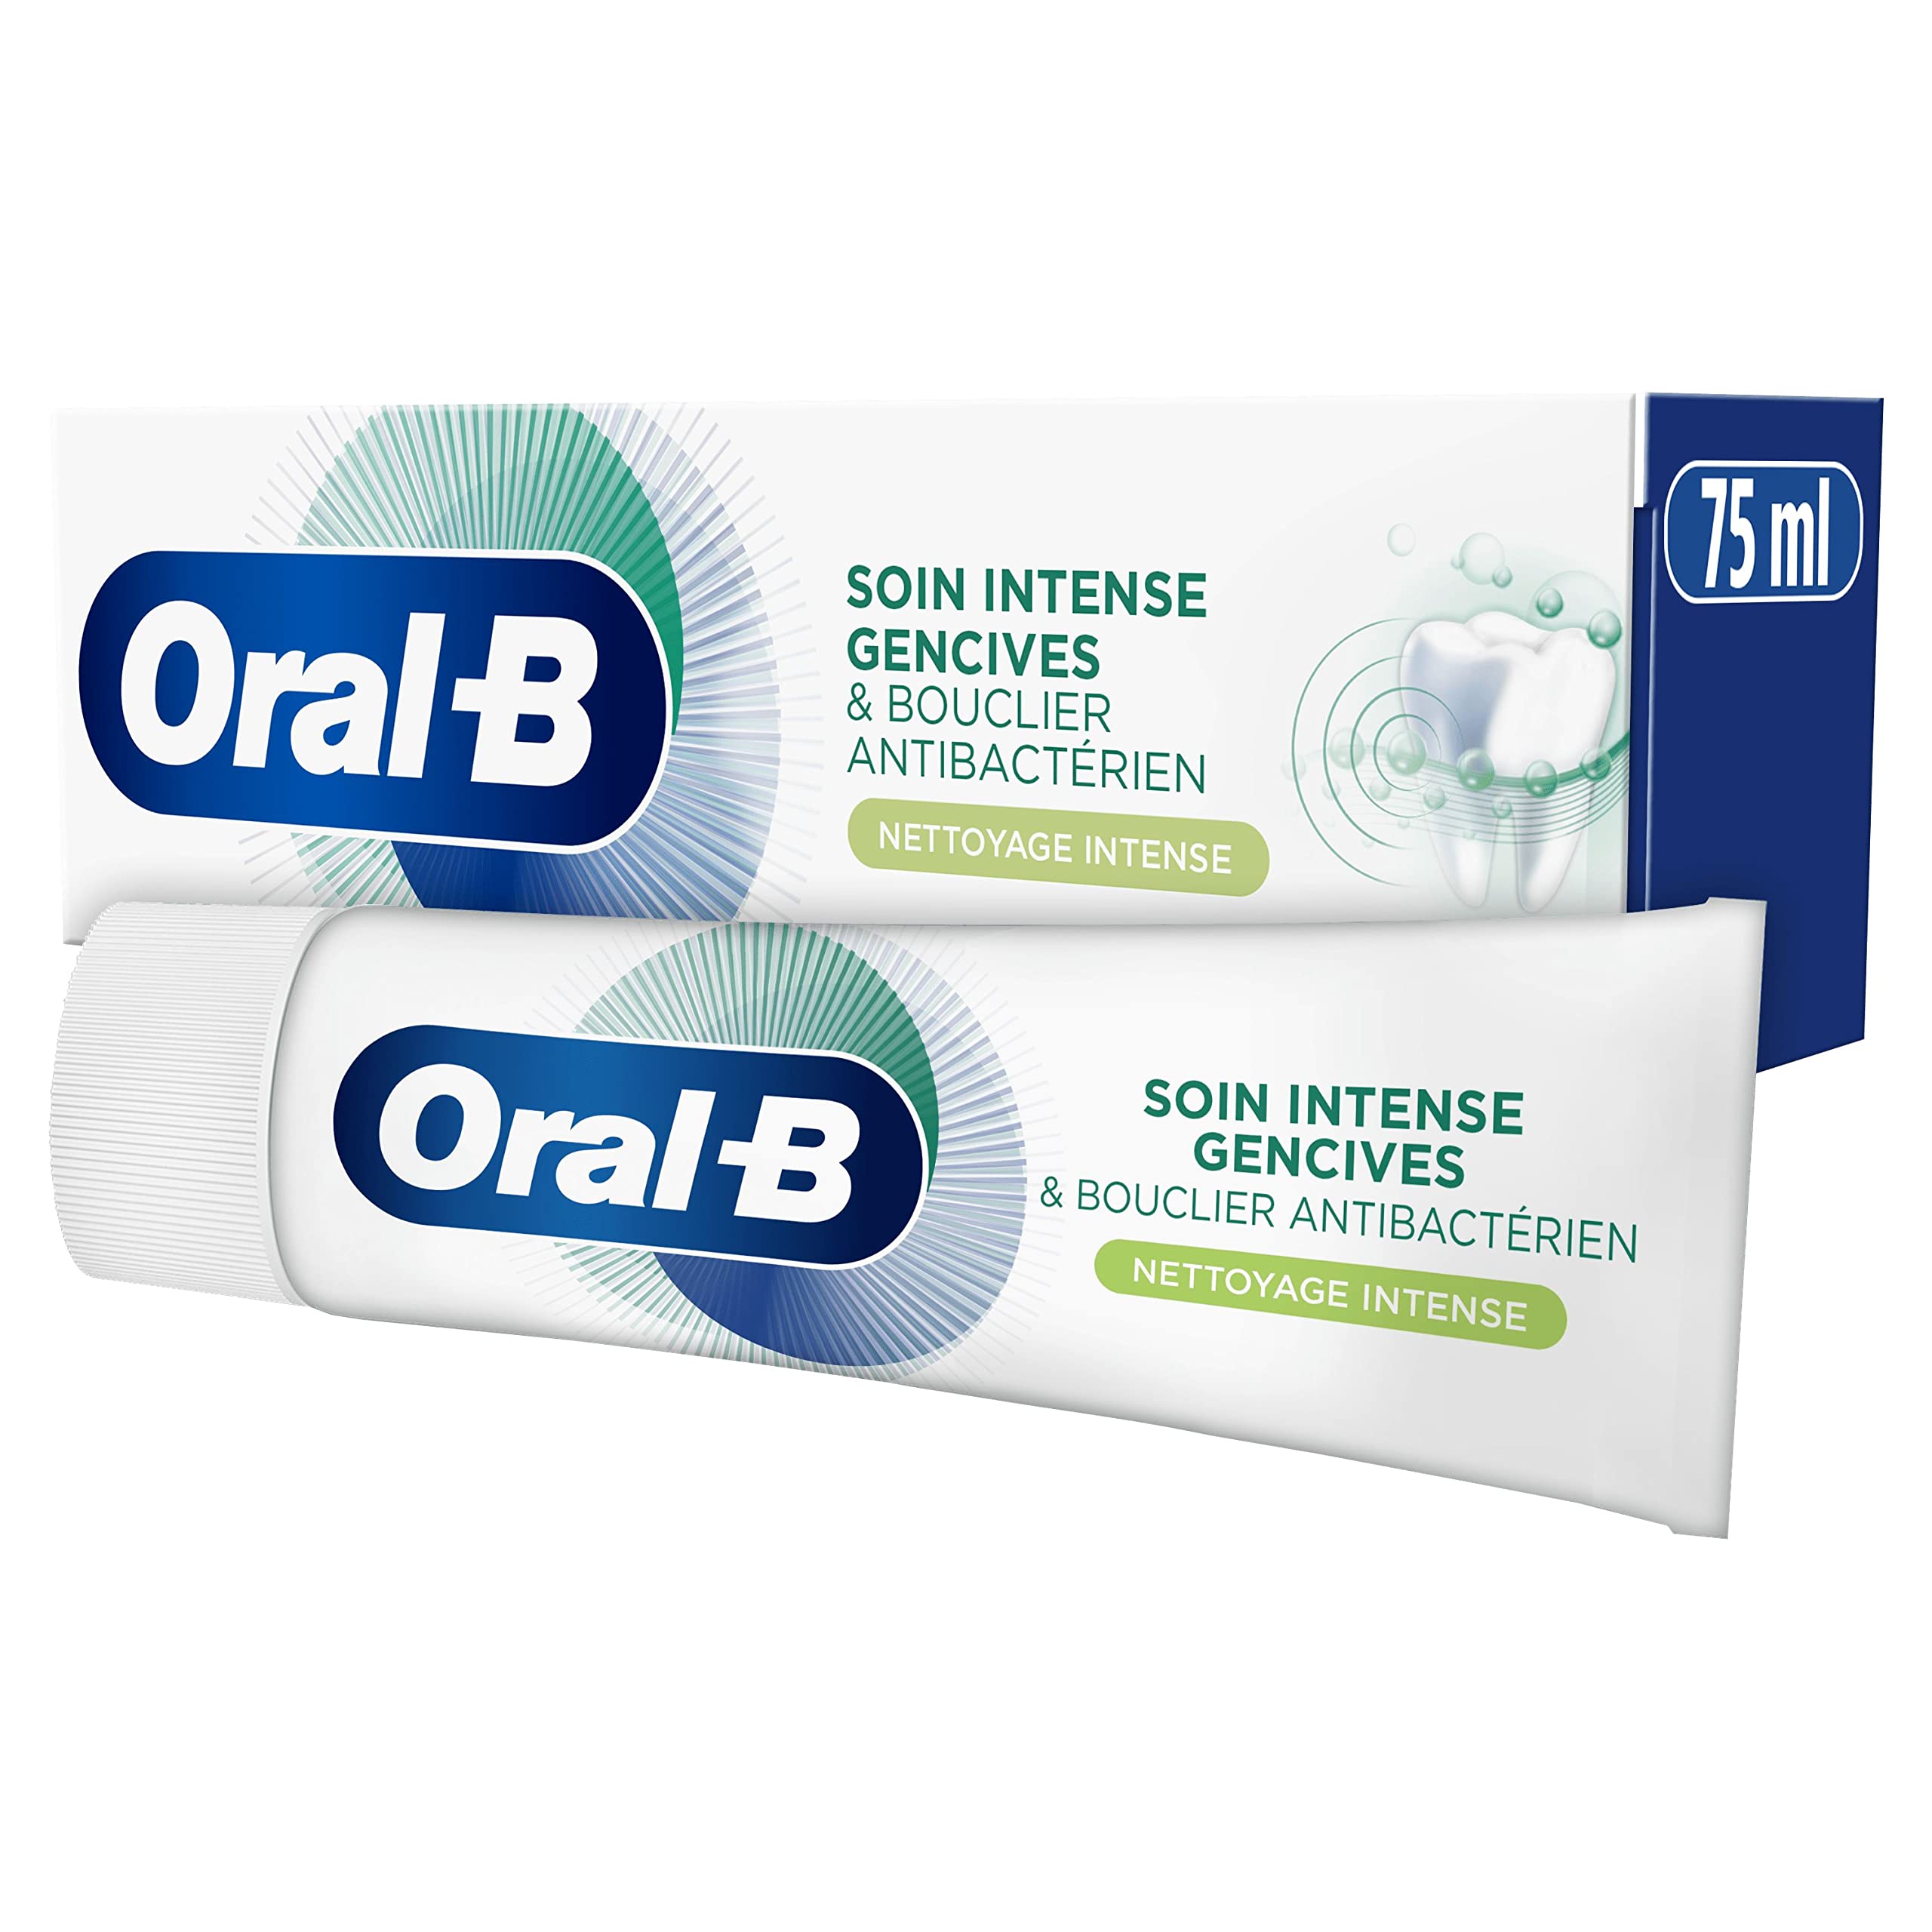 Oral-B
SOIN INTENSE
GENCIVES
& BOUCLIER
ANTIBACTÉRIEN
NETTOYAGE INTENSE
75 ml
Oral-B
SOIN INTENSE
GENCIVES
& BOUCLIER ANTIBACTÉRIEN
NETTOYAGE INTENSE